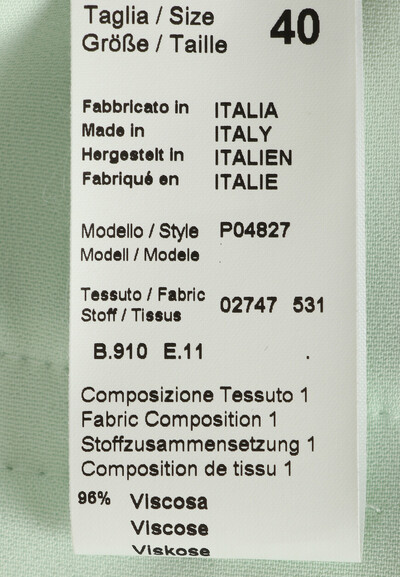 Taglia / Size 40
Größe / Taille
Fabbricato in ITALIA
Made in ITALY
Hergestelt in ITALIEN
Fabriqué en ITALIE
Modello / Style P04827
Modell / Modele
Tessuto / Fabric 02747 531
Stoff / Tissus
B.910 E.11 .
Composizione Tessuto 1
Fabric Composition 1
Stoffzusammensetzung 1
Composition de tissu 1
96% Viscosa
Viscose
Viskose